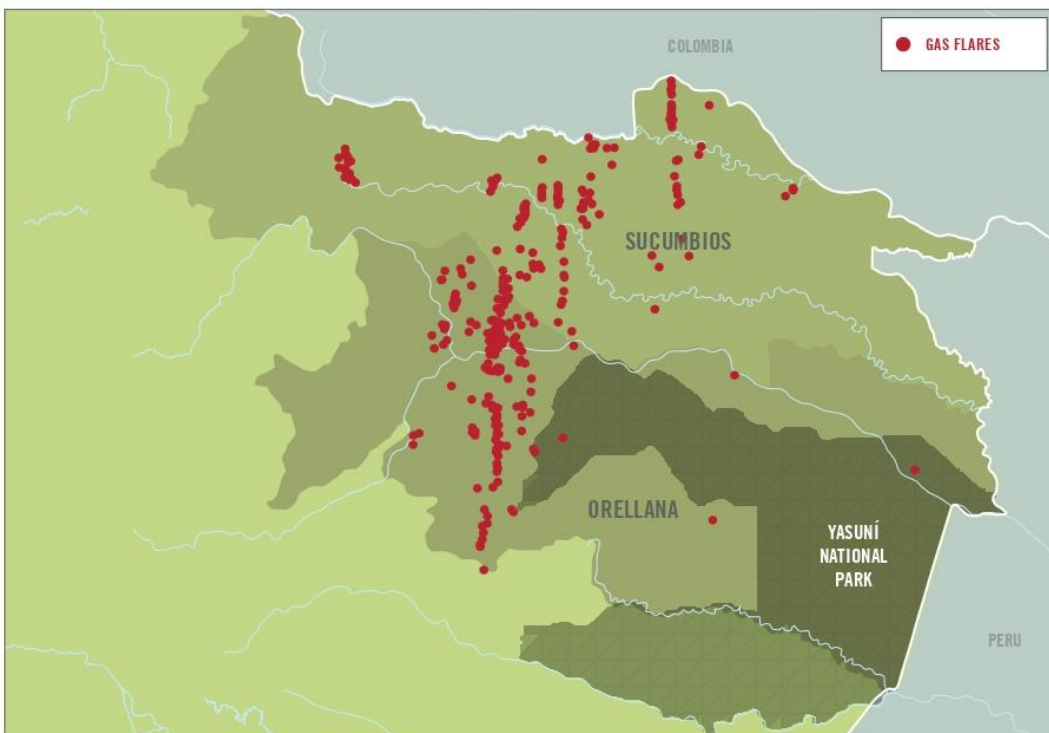 COLOMBIA
GAS FLARES
SUCUMBIOS
ORELLANA
YASUNÍ
NATIONAL
PARK
PERU